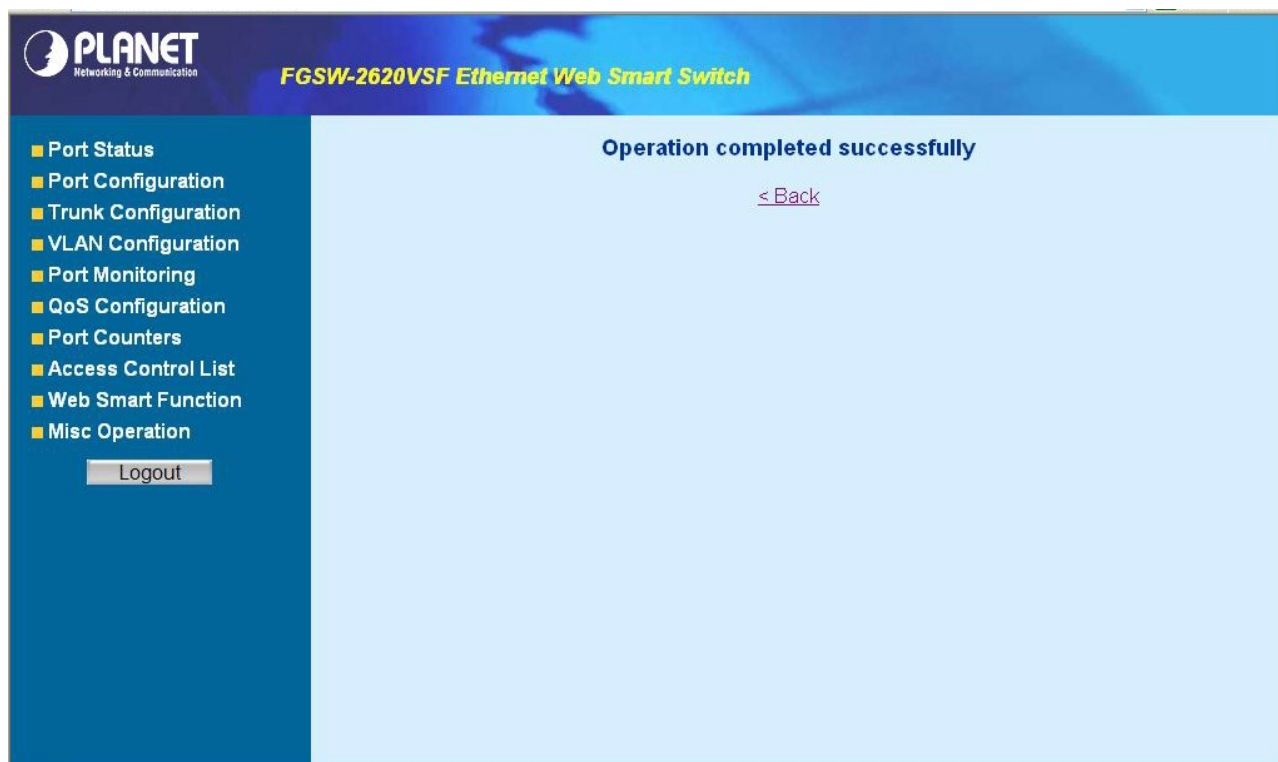 PLANET
Networking & Communication
FGSW-2620VSF Ethernet Web Smart Switch
Port Status
Port Configuration
Trunk Configuration
VLAN Configuration
Port Monitoring
QoS Configuration
Port Counters
Access Control List
Web Smart Function
Misc Operation
Logout
Operation completed successfully
< Back